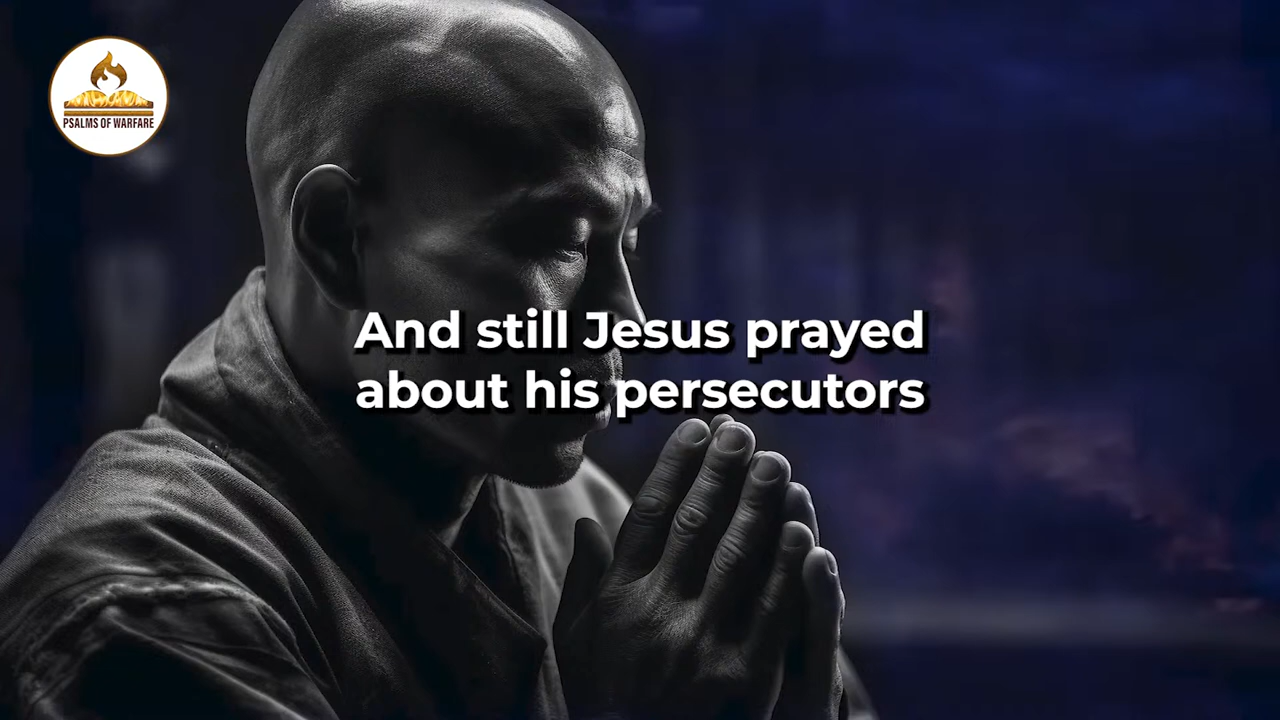 PSALMS OF WARFARE
And still Jesus prayed
about his persecutors